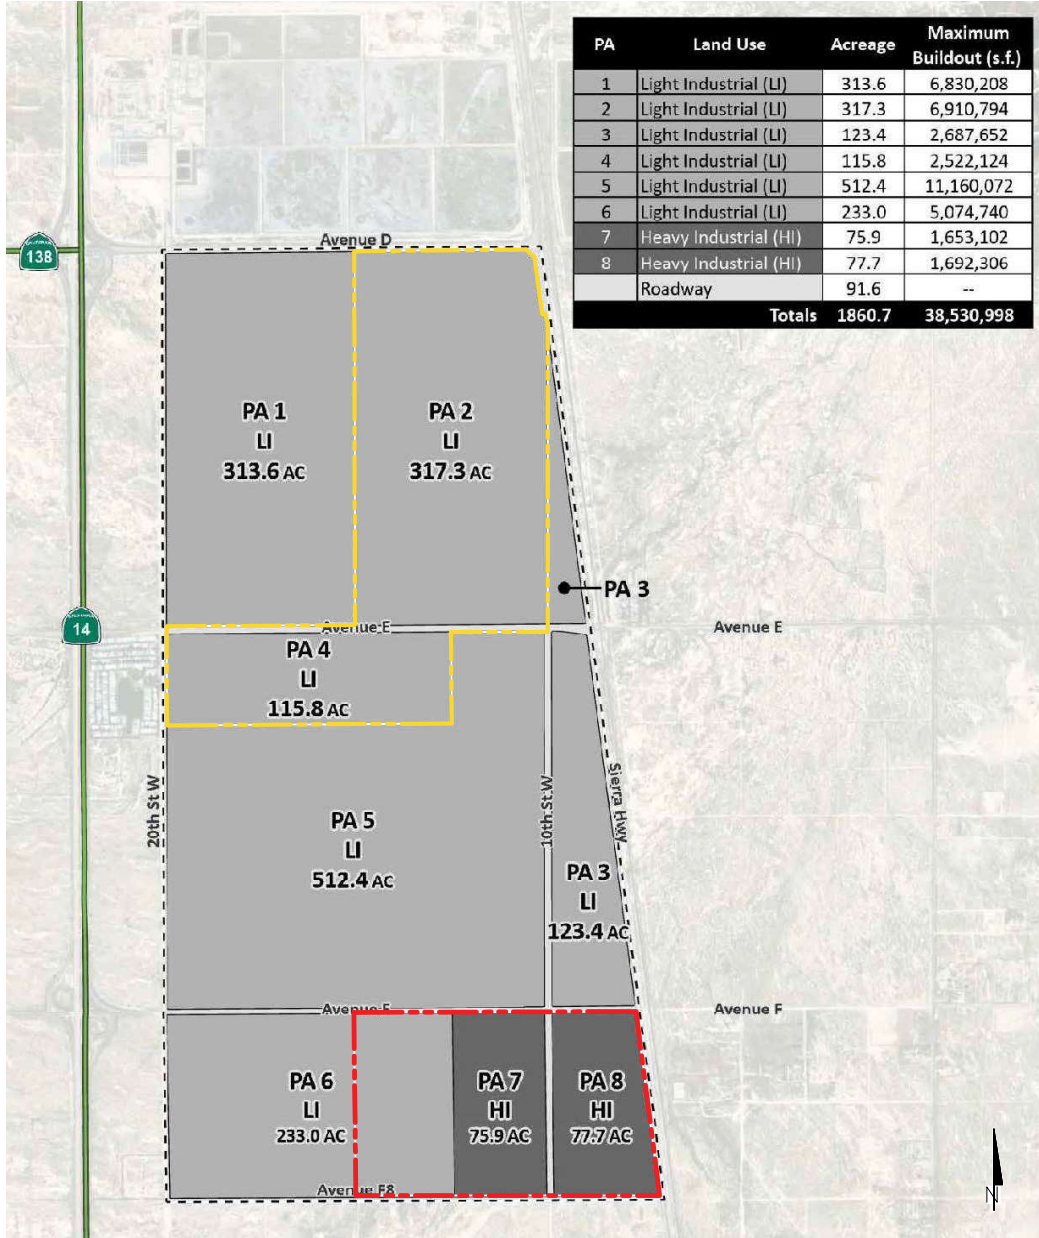 PA Land Use Acreage Maximum Buildout (s.f.)
1 Light Industrial (LI) 313.6 6,830,208
2 Light Industrial (LI) 317.3 6,910,794
3 Light Industrial (LI) 123.4 2,687,652
4 Light Industrial (LI) 115.8 2,522,124
5 Light Industrial (LI) 512.4 11,160,072
6 Light Industrial (LI) 233.0 5,074,740
7 Heavy Industrial (HI) 75.9 1,653,102
8 Heavy Industrial (HI) 77.7 1,692,306
Roadway 91.6 --
Totals 1860.7 38,530,998
Avenue D
138
PA 1
LI
313.6 AC
PA 2
LI
317.3 AC
PA 3
14
Avenue E
Avenue E
PA 4
LI
115.8 AC
20th St W
10th St W
Sierra Hwy
PA 5
LI
512.4 AC
PA 3
LI
123.4 AC
Avenue F
Avenue F
PA 6
LI
233.0 AC
PA 7
HI
75.9 AC
PA 8
HI
77.7 AC
Avenue F8
N